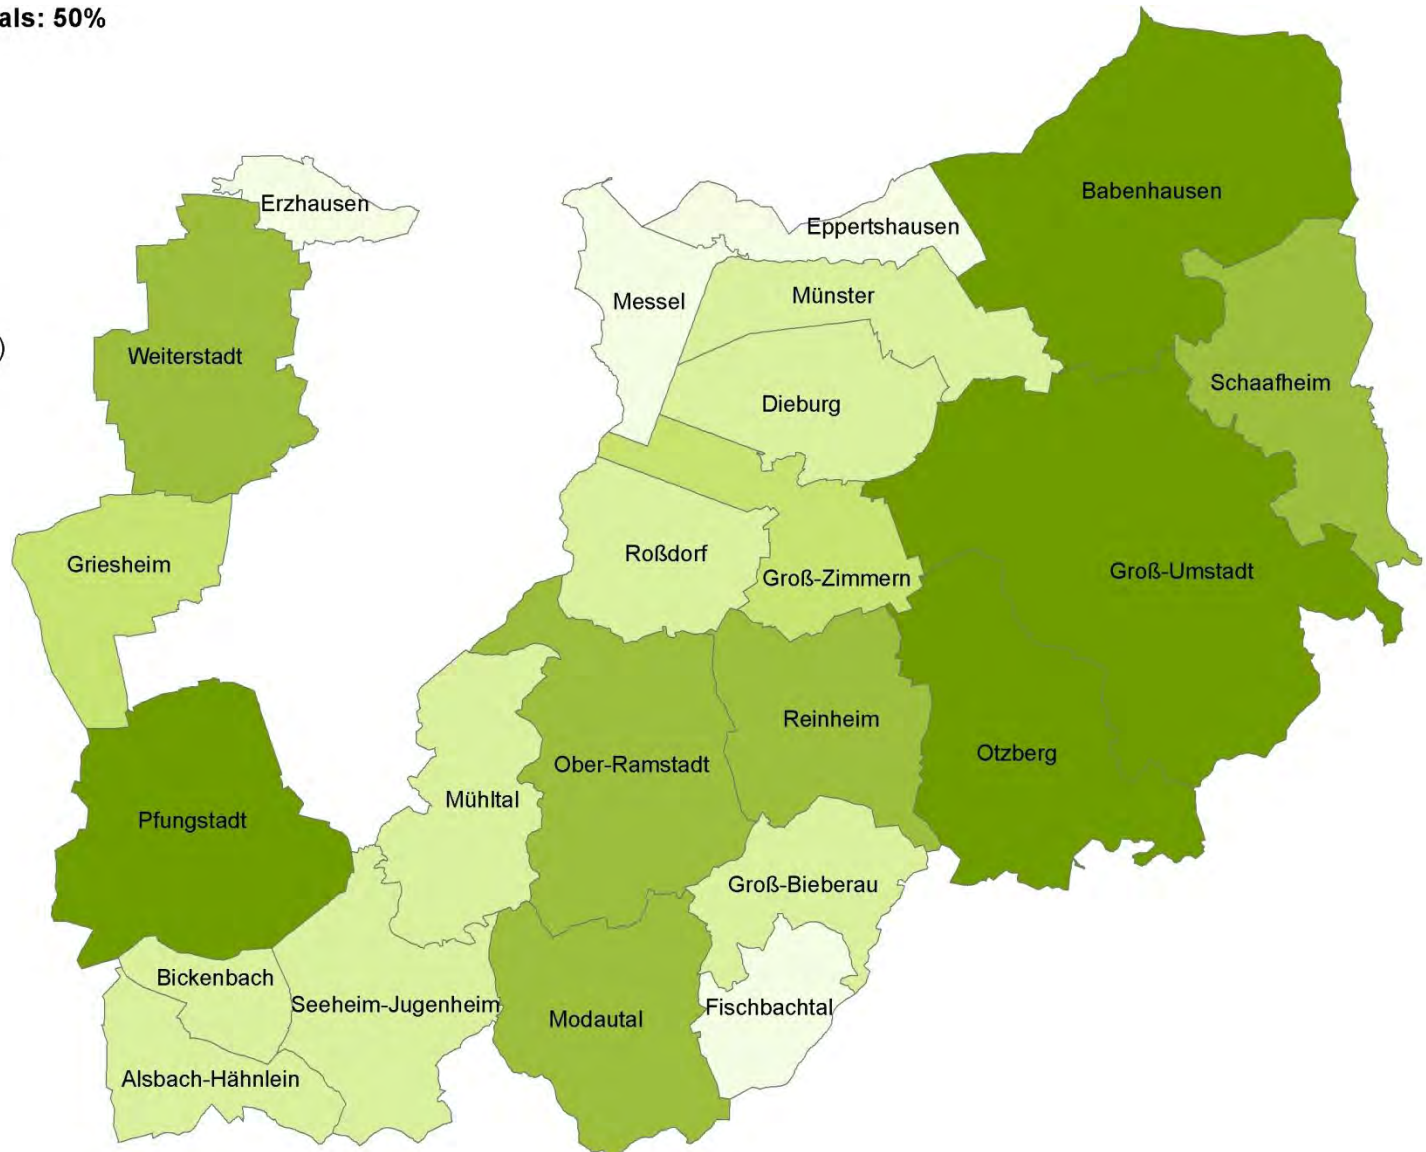 als: 50%
Babenhausen
Erzhausen
Eppertshausen
Messel
Münster
)
Weiterstadt
Schaafheim
Dieburg
Roßdorf
Griesheim
Groß-Zimmern
Groß-Umstadt
Reinheim
Otzberg
Ober-Ramstadt
Mühltal
Pfungstadt
Groß-Bieberau
Bickenbach
Seeheim-Jugenheim
Fischbachtal
Modautal
Alsbach-Hähnlein